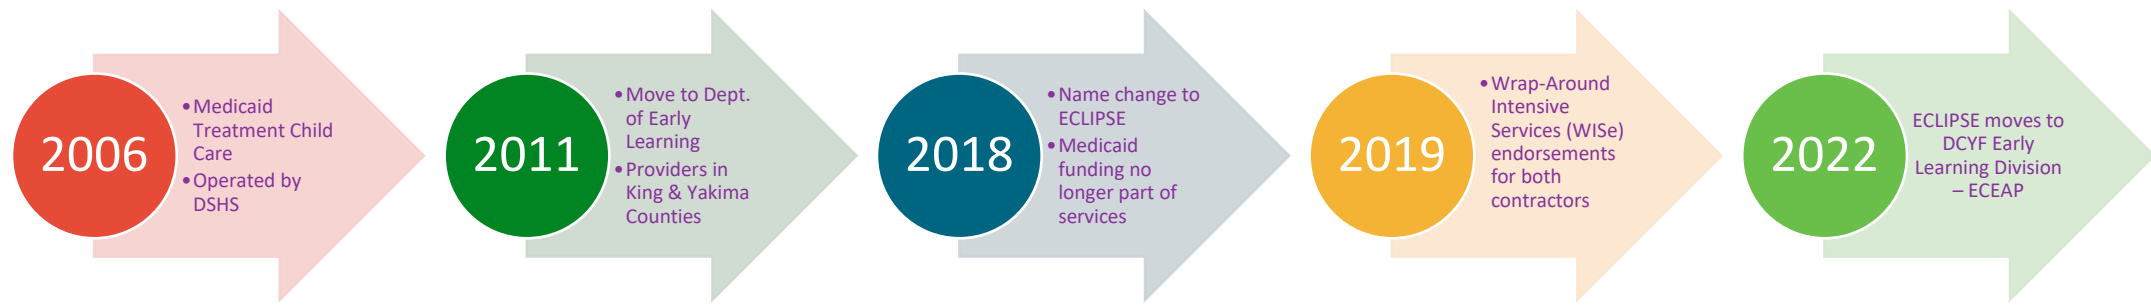 2006
•Medicaid
Treatment Child
Care
•Operated by
DSHS
2011
•Move to Dept.
of Early
Learning
•Providers in
King & Yakima
Counties
2018
•Name change to
ECLIPSE
•Medicaid
funding no
longer part of
services
2019
•Wrap-Around
Intensive
Services (WISe)
endorsements
for both
contractors
2022
ECLIPSE moves to
DCYF Early
Learning Division
– ECEAP